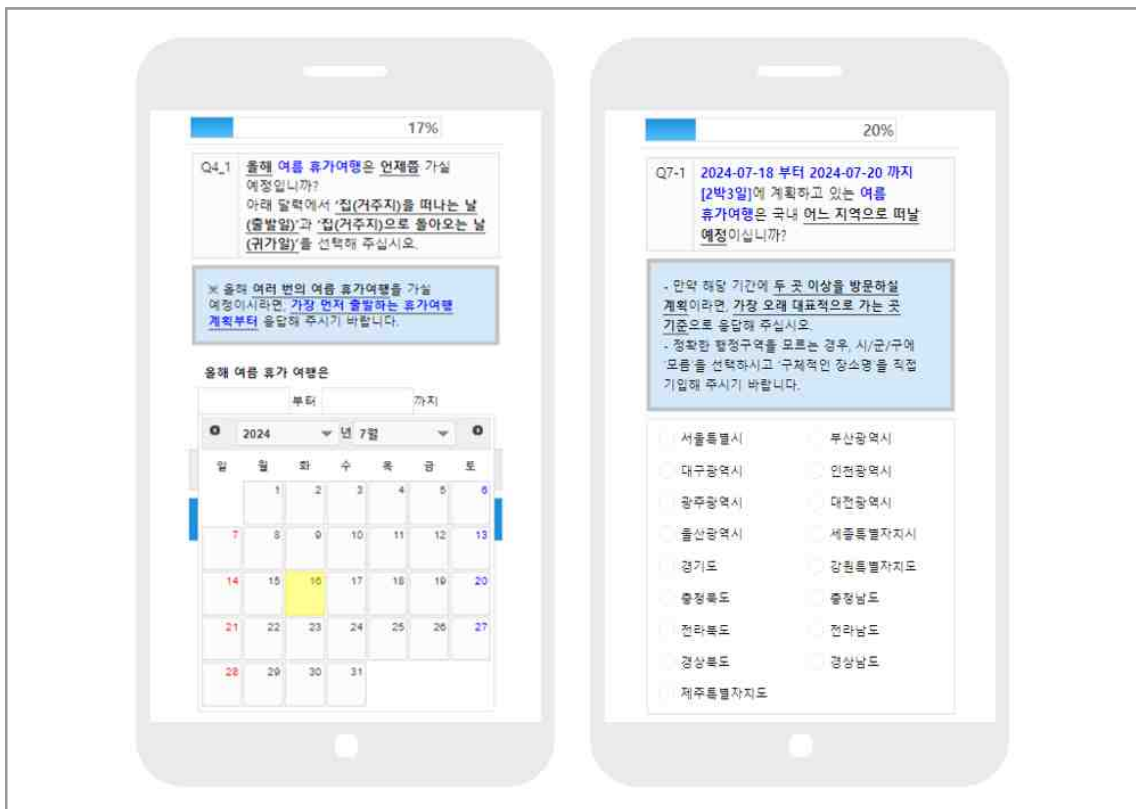 17%
Q4_1 올해 여름 휴가여행은 언제쯤 가실
예정입니까?
아래 달력에서 '집(거주지)을 떠나는 날
(출발일)'과 '집(거주지)으로 돌아오는 날
(귀가일)'을 선택해 주십시오.
※ 올해 여러 번의 여름 휴가여행을 가실
예정이시라면, 가장 먼저 출발하는 휴가여행
계획부터 응답해 주시기 바랍니다.
올해 여름 휴가 여행은
부터 까지
2024 년 7월
일 월 화 수 목 금 토
1 2 3 4 5 6
7 8 9 10 11 12 13
14 15 16 17 18 19 20
21 22 23 24 25 26 27
28 29 30 31
20%
Q7-1 2024-07-18 부터 2024-07-20 까지
[2박3일]에 계획하고 있는 여름
휴가여행은 국내 어느 지역으로 떠날
예정이십니까?
- 만약 해당 기간에 두 곳 이상을 방문하실
계획이라면, 가장 오래 대표적으로 가는 곳
기준으로 응답해 주십시오.
- 정확한 행정구역을 모르는 경우, 시/군/구에
'모름'을 선택하시고 '구체적인 장소명'을 직접
기입해 주시기 바랍니다.
서울특별시 부산광역시
대구광역시 인천광역시
광주광역시 대전광역시
울산광역시 세종특별자치시
경기도 강원특별자치도
충청북도 충청남도
전라북도 전라남도
경상북도 경상남도
제주특별자치도